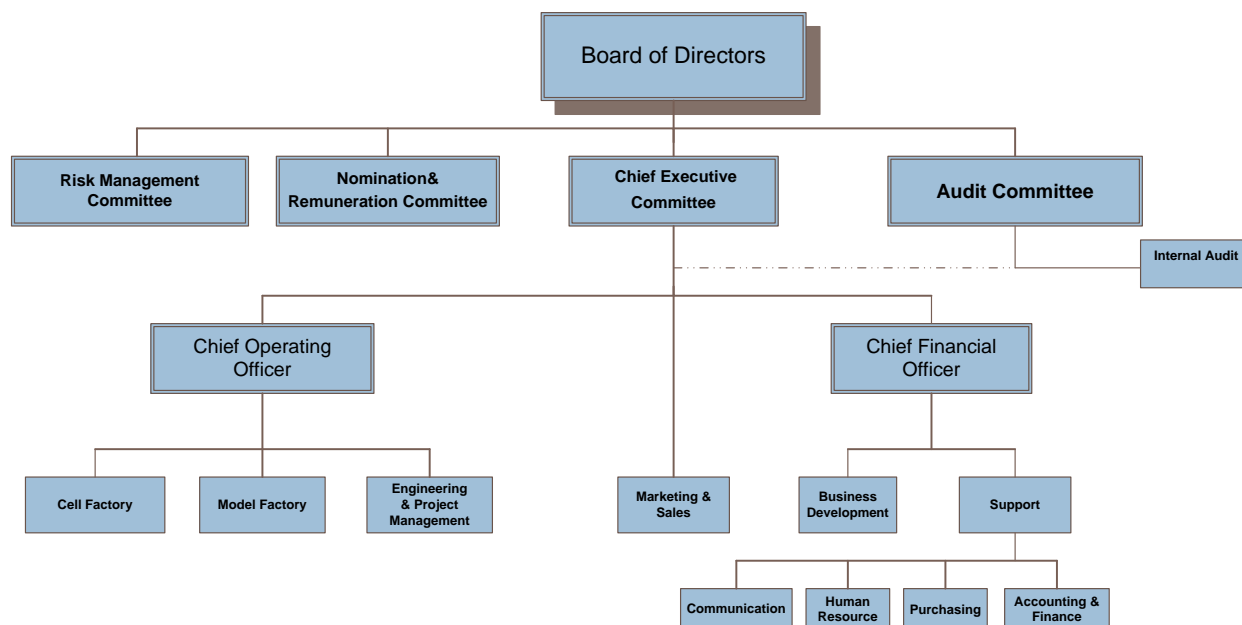 Board of Directors
Risk Management
Committee
Nomination&
Remuneration Committee
Chief Executive
Committee
Audit Committee
Internal Audit
Chief Operating
Officer
Chief Financial
Officer
Cell Factory
Model Factory
Engineering
& Project
Management
Marketing &
Sales
Business
Development
Support
Communication
Human
Resource
Purchasing
Accounting &
Finance